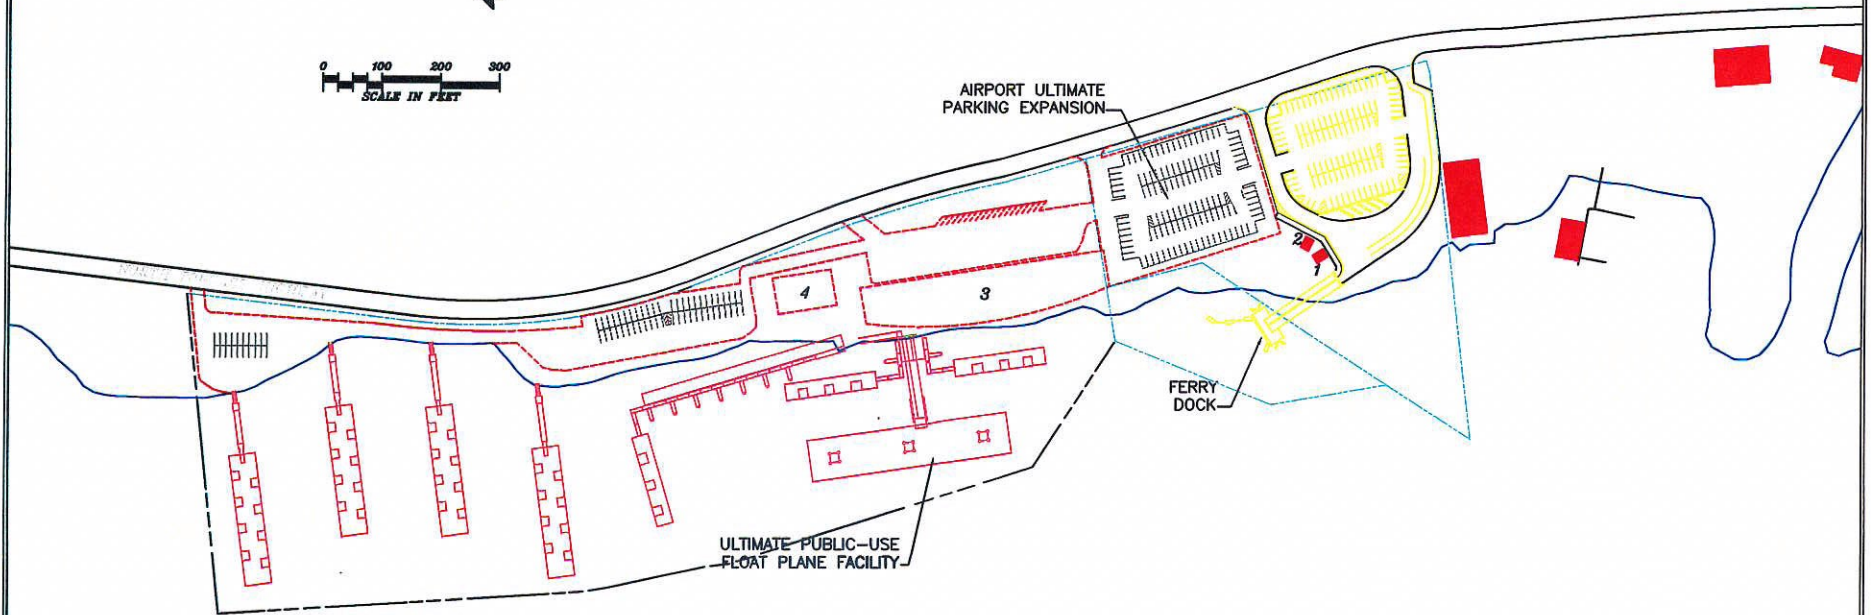 0 100 200 300
SCALE IN FEET
AIRPORT ULTIMATE
PARKING EXPANSION
2
1
4
3
FERRY
DOCK
ULTIMATE PUBLIC-USE
FLOAT PLANE FACILITY